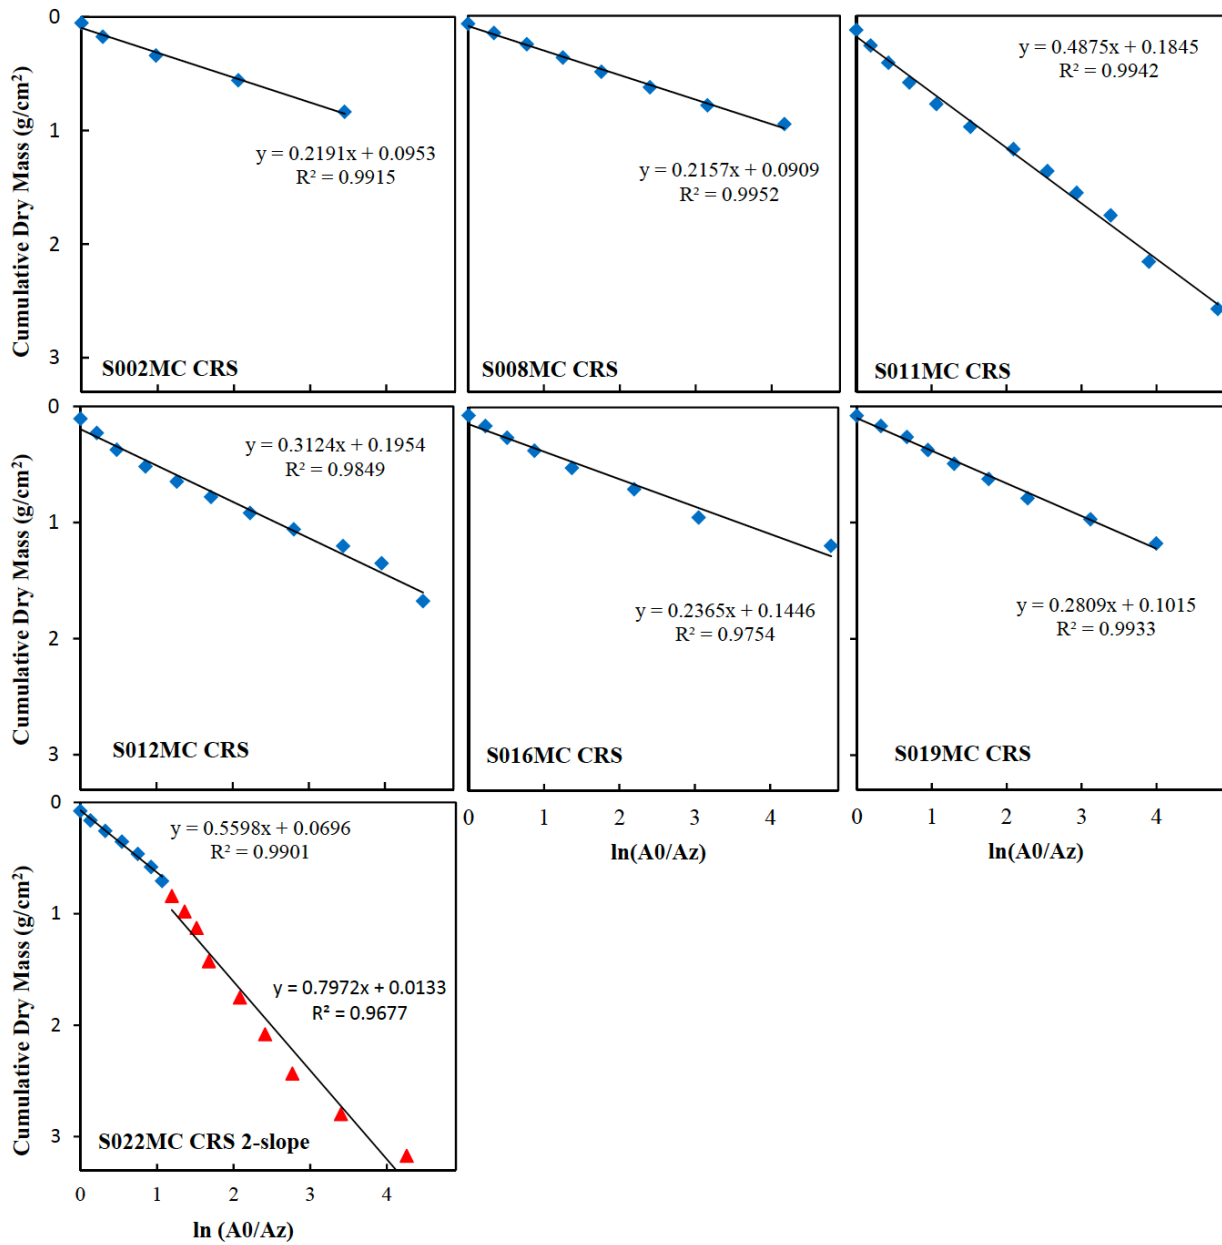 0
1
2
3
Cumulative Dry Mass (g/cm²)
y = 0.2191x + 0.0953
R² = 0.9915
S002MC CRS
y = 0.2157x + 0.0909
R² = 0.9952
S008MC CRS
y = 0.4875x + 0.1845
R² = 0.9942
S011MC CRS
0
1
2
3
Cumulative Dry Mass (g/cm²)
y = 0.3124x + 0.1954
R² = 0.9849
S012MC CRS
y = 0.2365x + 0.1446
R² = 0.9754
S016MC CRS
0 1 2 3 4
ln(A0/Az)
y = 0.2809x + 0.1015
R² = 0.9933
S019MC CRS
0 1 2 3 4
ln(A0/Az)
0
1
2
3
Cumulative Dry Mass (g/cm²)
y = 0.5598x + 0.0696
R² = 0.9901
y = 0.7972x + 0.0133
R² = 0.9677
S022MC CRS 2-slope
0 1 2 3 4
ln (A0/Az)